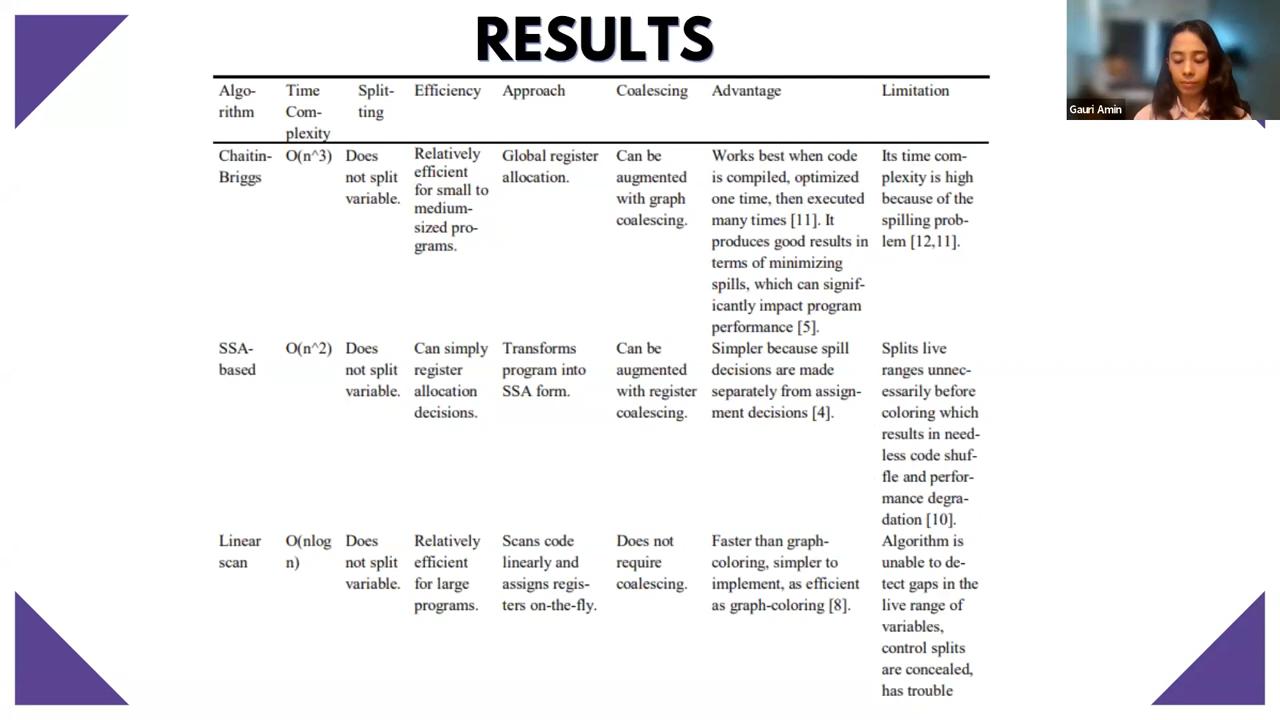 RESULTS
Gauri Amin
Algo-
rithm
Time
Com-
plexity
Split-
ting
Efficiency
Approach
Coalescing
Advantage
Limitation
Chaitin-
Briggs
O(n^3)
Does
not split
variable.
Relatively
efficient
for small to
medium-
sized pro-
grams.
Global register
allocation.
Can be
augmented
with graph
coalescing.
Works best when code
is compiled, optimized
one time, then executed
many times [11]. It
produces good results in
terms of minimizing
spills, which can signif-
icantly impact program
performance [5].
Its time com-
plexity is high
because of the
spilling prob-
lem [12,11].
SSA-
based
O(n^2)
Does
not split
variable.
Can simply
register
allocation
decisions.
Transforms
program into
SSA form.
Can be
augmented
with register
coalescing.
Simpler because spill
decisions are made
separately from assign-
ment decisions [4].
Splits live
ranges unnec-
essarily before
coloring which
results in need-
less code shuf-
fle and perfor-
mance degra-
dation [10].
Linear
scan
O(nlog
n)
Does
not split
variable.
Relatively
efficient
for large
programs.
Scans code
linearly and
assigns regis-
ters on-the-fly.
Does not
require
coalescing.
Faster than graph-
coloring, simpler to
implement, as efficient
as graph-coloring [8].
Algorithm is
unable to de-
tect gaps in the
live range of
variables,
control splits
are concealed,
has trouble